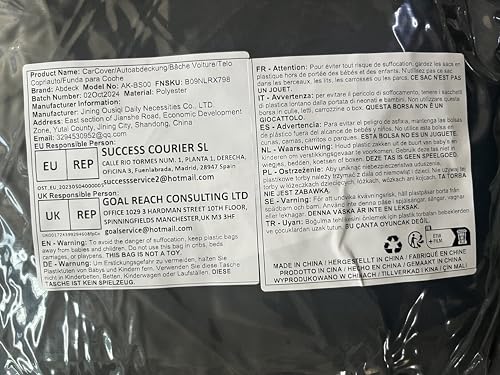 Product Name: CarCover/Autoabdeckung/Bâche Voiture/Telo
Copriauto/Funda para Coche
Brand: Abdeck Model No: AK-BS00 FNSKU: B09NLRX798
Batch Number: 02Oct2024 Material: Polyester
Manufacturer Information:
Manufacturer: Jining Ouqigl Daily Necessities Co., LTD.
Address: East section of Jiansheng Road, Economic Development
Zone, Yutai County, Jining City, Shandong, China
EU Responsible Person:
EU REP
SUCCESS COURIER SL
CALLE RIO TORMES NUM. 1, PLANTA 1, DERECHA,
OFICINA 3, Fuenlabrada, Madrid, 28947 Spain
successservice2@hotmail.com
UK Responsible Person:
UK REP
GOAL REACH CONSULTING LTD
OFFICE 1029 3 HARDMAN STREET 10TH FLOOR,
SPINNINGFIELDS MANCHESTER,UK M3 3HF
goalservice@hotmail.com
EN - Warning: To avoid the danger of suffocation, keep plastic bags
away from babies and children. Do not use this bag in cribs, beds
carriages, or playpens. THIS BAG IS NOT A TOY.
DE - Warnung: Um Erstickungsgefahr zu vermeiden, halten Sie
Plastiktüten von Babys und Kindern fern. Verwenden Sie diese Tasche
nicht in Kinderbetten, Betten, Kinderwagen oder Laufställen. DIESE
TASCHE IST KEIN SPIELZEUG.
FR - Attention: Pour éviter tout risque de suffocation, gardez les sacs en
plastique hors de portée des bébés et des enfants. N'utilisez pas ce sac
dans les berceaux, les lits, les carrosses ou les parcs. CE SAC N'EST PAS
UN JOUET.
IT - Avvertenza: per evitare il pericolo di soffocamento, tenere i sacchetti
di plastica lontano dalla portata di neonati e bambini. Non utilizzare questa
borsa in culle, letti, carrozzine o box. QUESTA BORSA NON È UN
GIOCATTOLO.
ES - Advertencia: Para evitar el peligro de asfixia, mantenga las bolsas de
plástico fuera del alcance de bebés y niños. No utilice esta bolsa en
cunas, camas, carritos o parques. ESTA BOLSA NO ES UN JUGUETE.
NL - Waarschuwing: Houd plastic zakken uit de buurt van baby's en
kinderen om verstikkingsgevaar te voorkomen. Gebruik deze zak niet in
wiegen, bedden, koetsen of boxen. DEZE TAS IS GEEN SPEELGOED.
PL - Ostrzeżenie: Aby uniknąć niebezpieczeństwa uduszenia,
torby należy trzymać z dala od niemowląt i dzieci. Nie używaj tej
torby w łóżeczkach dziecięcych, łóżkach, wózkach, kojcach. TA TORBA
NIE JEST ZABAWKĄ.
SE - Varning: För att undvika kvävningsrisk, håll plastpåsar borta från
spädbarn och barn. Använd inte denna påse i spjälsängar, sängar,
vagnar eller lekhagar. DENNA VÄSKA ÄR INTE EN LEKSAK.
TR - Uyarı: Boğulma
çocuklardan uzak tutun. BU ÇANTA OYUNCAK DEĞİL.
MADE IN CHINA / HERGESTELLT IN CHINA / FABRIQUÉ EN CHINE
PRODOTTO IN CINA / HECHO EN CHINA / GEMAAKT IN CHINA
WYPRODUKOWANO W CHINACH / TILLVERKAD I KINA / ÇİN MALI